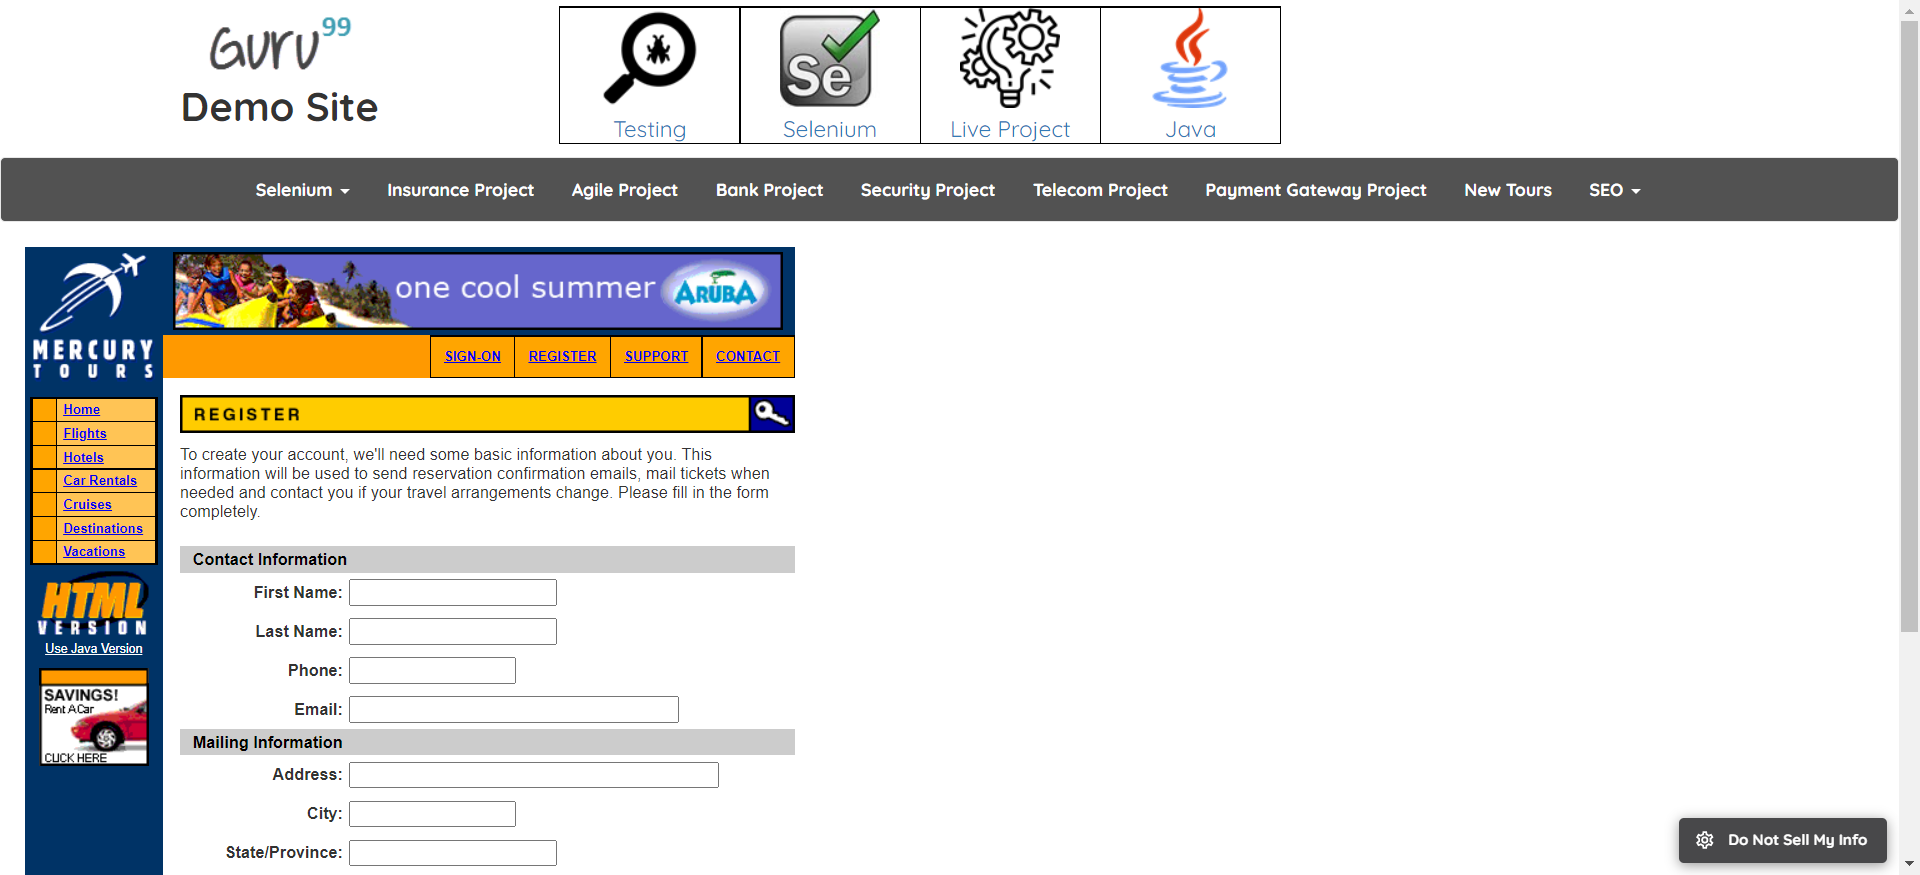 Guru99
Demo Site
Testing
Se
Selenium
Live Project
Java
Selenium
Insurance Project
Agile Project
Bank Project
Security Project
Telecom Project
Payment Gateway Project
New Tours
SEO
MERCURY
TOURS
one cool summer
ARUBA
SIGN-ON
REGISTER
SUPPORT
CONTACT
Home
Flights
Hotels
Car Rentals
Cruises
Destinations
Vacations
HTML
VERSION
Use Java Version
SAVINGS!
Rent A Car
CLICK HERE
REGISTER
To create your account, we'll need some basic information about you. This
information will be used to send reservation confirmation emails, mail tickets when
needed and contact you if your travel arrangements change. Please fill in the form
completely.
Contact Information
First Name:
Last Name:
Phone:
Email:
Mailing Information
Address:
City:
State/Province:
Do Not Sell My Info